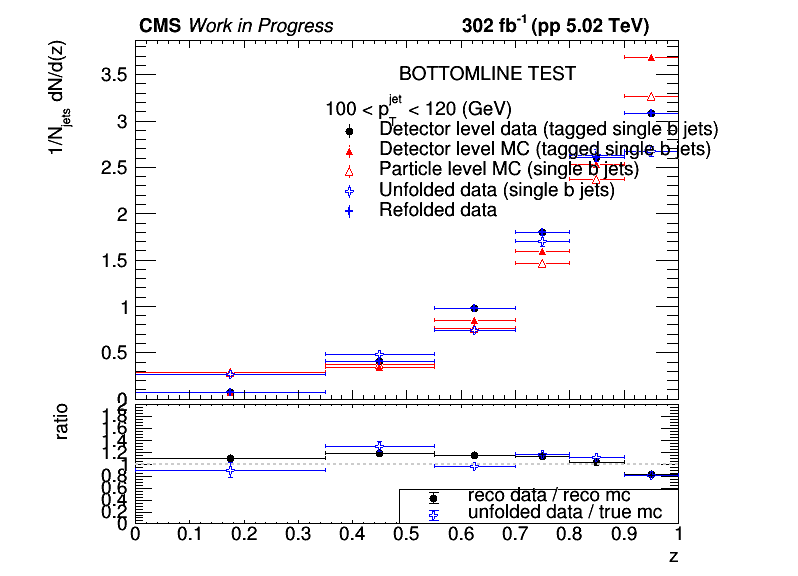 CMS Work in Progress 302 fb-1 (pp 5.02 TeV)
1/Njets dN/d(z)
BOTTOMLINE TEST
100 < pTjet < 120 (GeV)
Detector level data (tagged single b jets)
Detector level MC (tagged single b jets)
Particle level MC (single b jets)
Unfolded data (single b jets)
Refolded data
3.5
3
2.5
2
1.5
1
0.5
0
ratio
2
1.8
1.6
1.4
1.2
1
0.8
0.6
0.4
0.2
0
reco data / reco mc
unfolded data / true mc
0 0.1 0.2 0.3 0.4 0.5 0.6 0.7 0.8 0.9 1
z